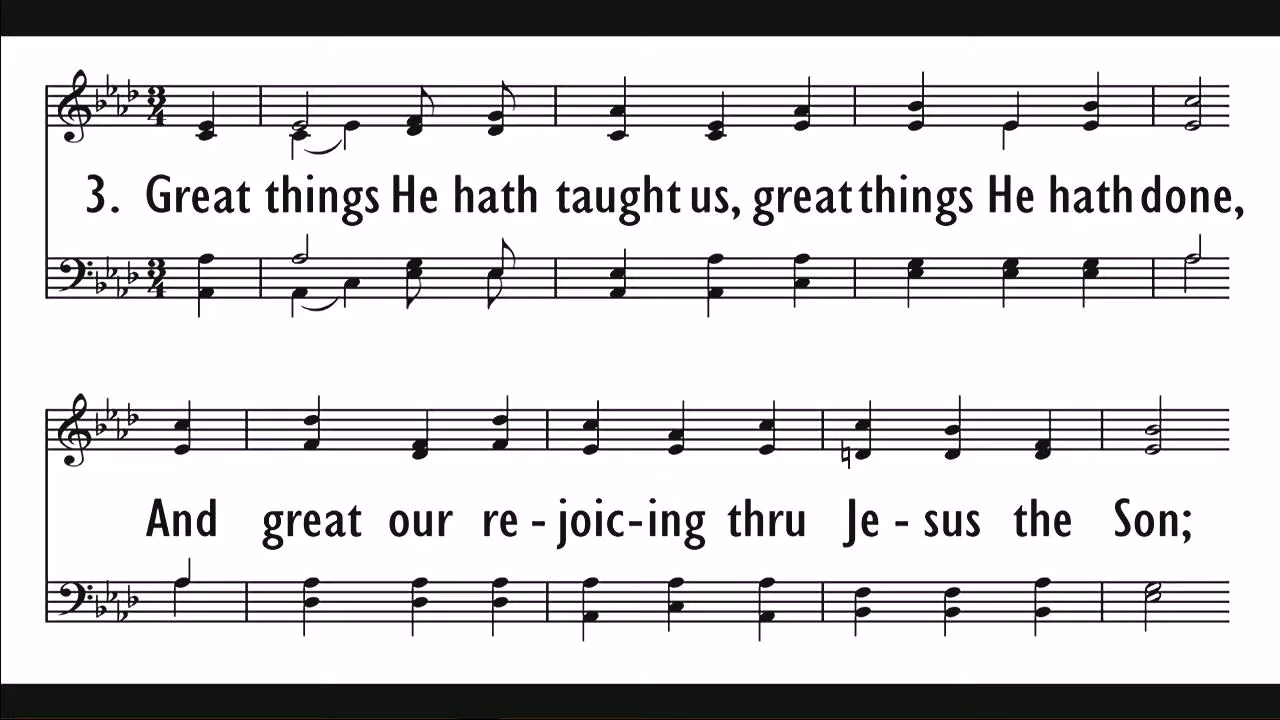 3. Great things He hath taught us, great things He hath done,
And great our re - joic - ing thru Je - sus the Son;